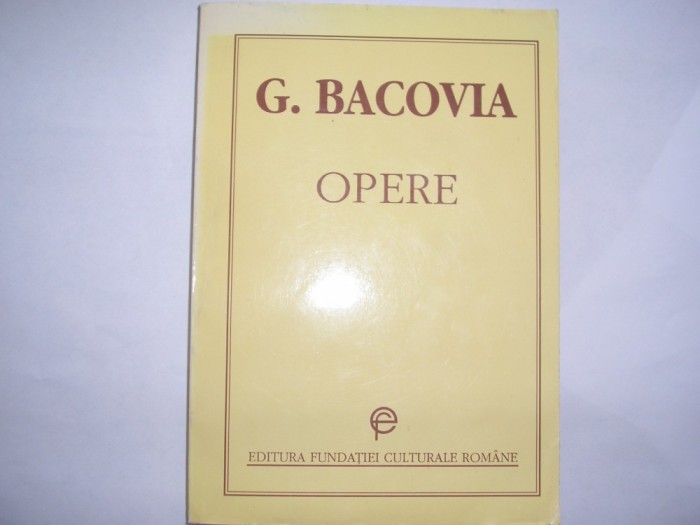 G. BACOVIA
OPERE
EDITURA FUNDAȚIEI CULTURALE ROMÂNE